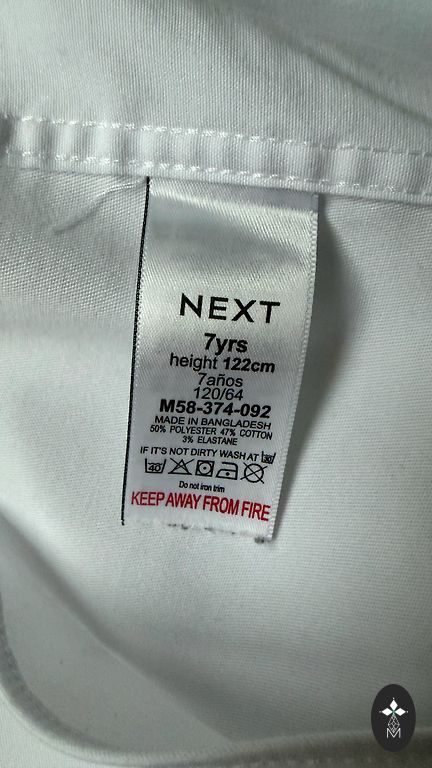 NEXT
7yrs
height 122cm
7años
120/64
M58-374-092
MADE IN BANGLADESH
50% POLYESTER 47% COTTON
3% ELASTANE
IF IT'S NOT DIRTY WASH AT 30
40
Do not iron trim
KEEP AWAY FROM FIRE
M